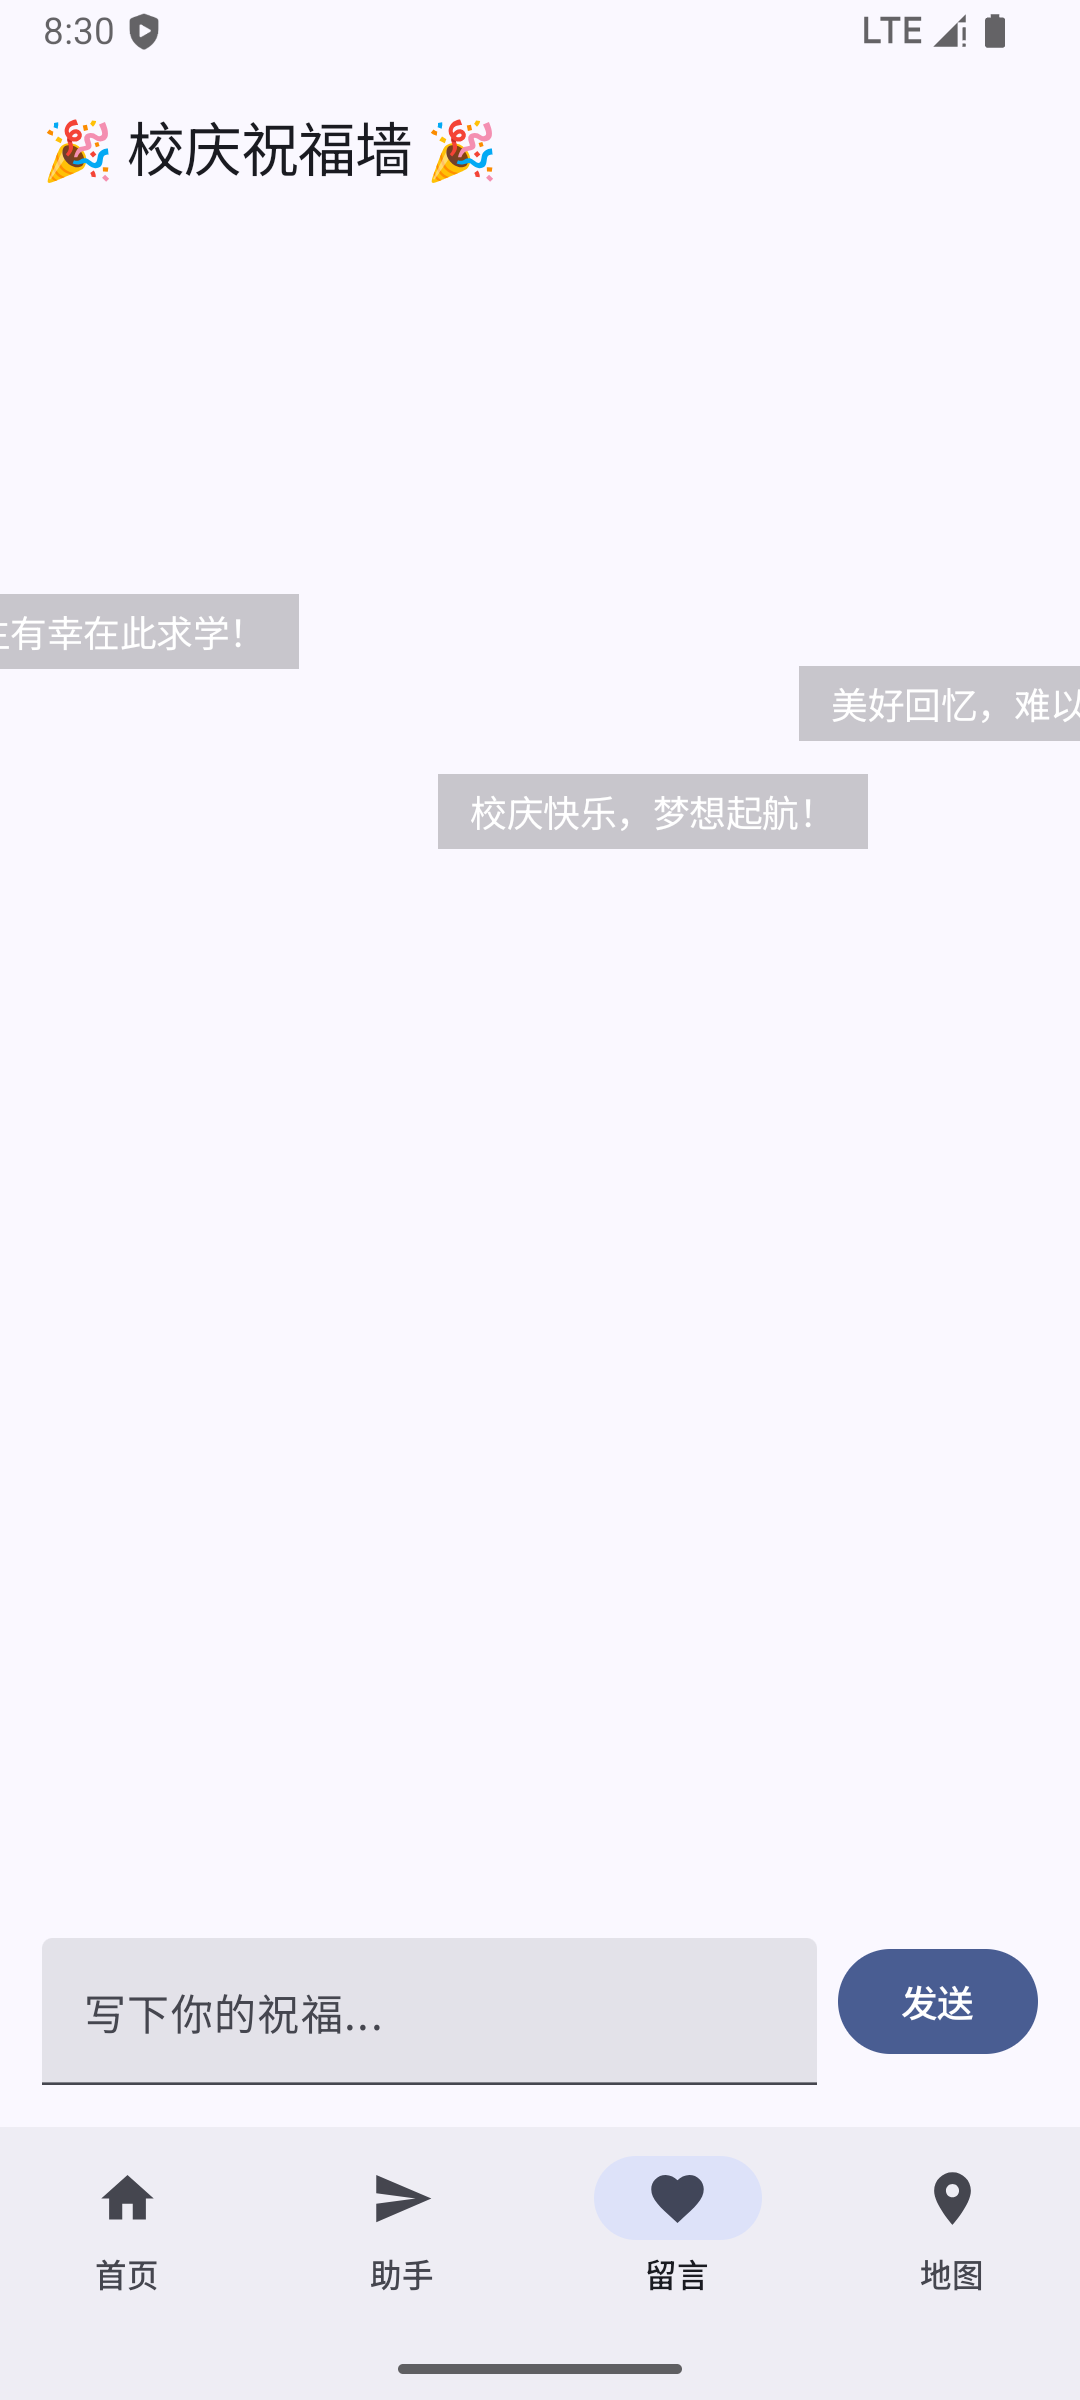 8:30
LTE
🎉 校庆祝福墙 🎉
有幸在此求学！
美好回忆，难以
校庆快乐，梦想起航！
写下你的祝福...
发送
首页
助手
留言
地图